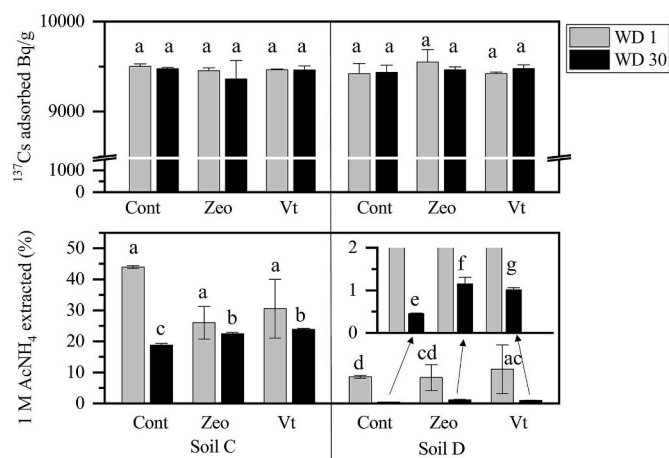 10000
9000
1000
0
¹³⁷Cs adsorbed Bq/g
a a a a a a a a a a a a
WD 1
WD 30
Cont Zeo Vt Cont Zeo Vt
50
40
30
20
10
0
1 M AcNH₄ extracted (%)
a c a b a b
2
1
0
e f g
d cd ac
Cont Zeo Vt Cont Zeo Vt
Soil C Soil D